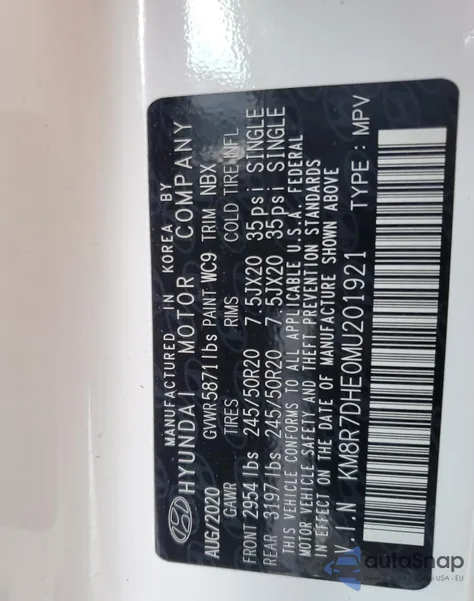 MANUFACTURED IN KOREA BY
HYUNDAI MOTOR COMPANY
AUG/2020 GVWR 5871lbs PAINT WC9 TRIM NBX
GAWR TIRES RIMS COLD TIRE INFL
FRONT 2954 lbs 245/50R20 7.5JX20 35psi SINGLE
REAR 3197 lbs 245/50R20 7.5JX20 35psi SINGLE
THIS VEHICLE CONFORMS TO ALL APPLICABLE U.S.A. FEDERAL
MOTOR VEHICLE SAFETY AND THEFT PREVENTION STANDARDS
IN EFFECT ON THE DATE OF MANUFACTURE SHOWN ABOVE
V.I.N KM8R7DHE0MU201921 TYPE : MPV
autoSnap